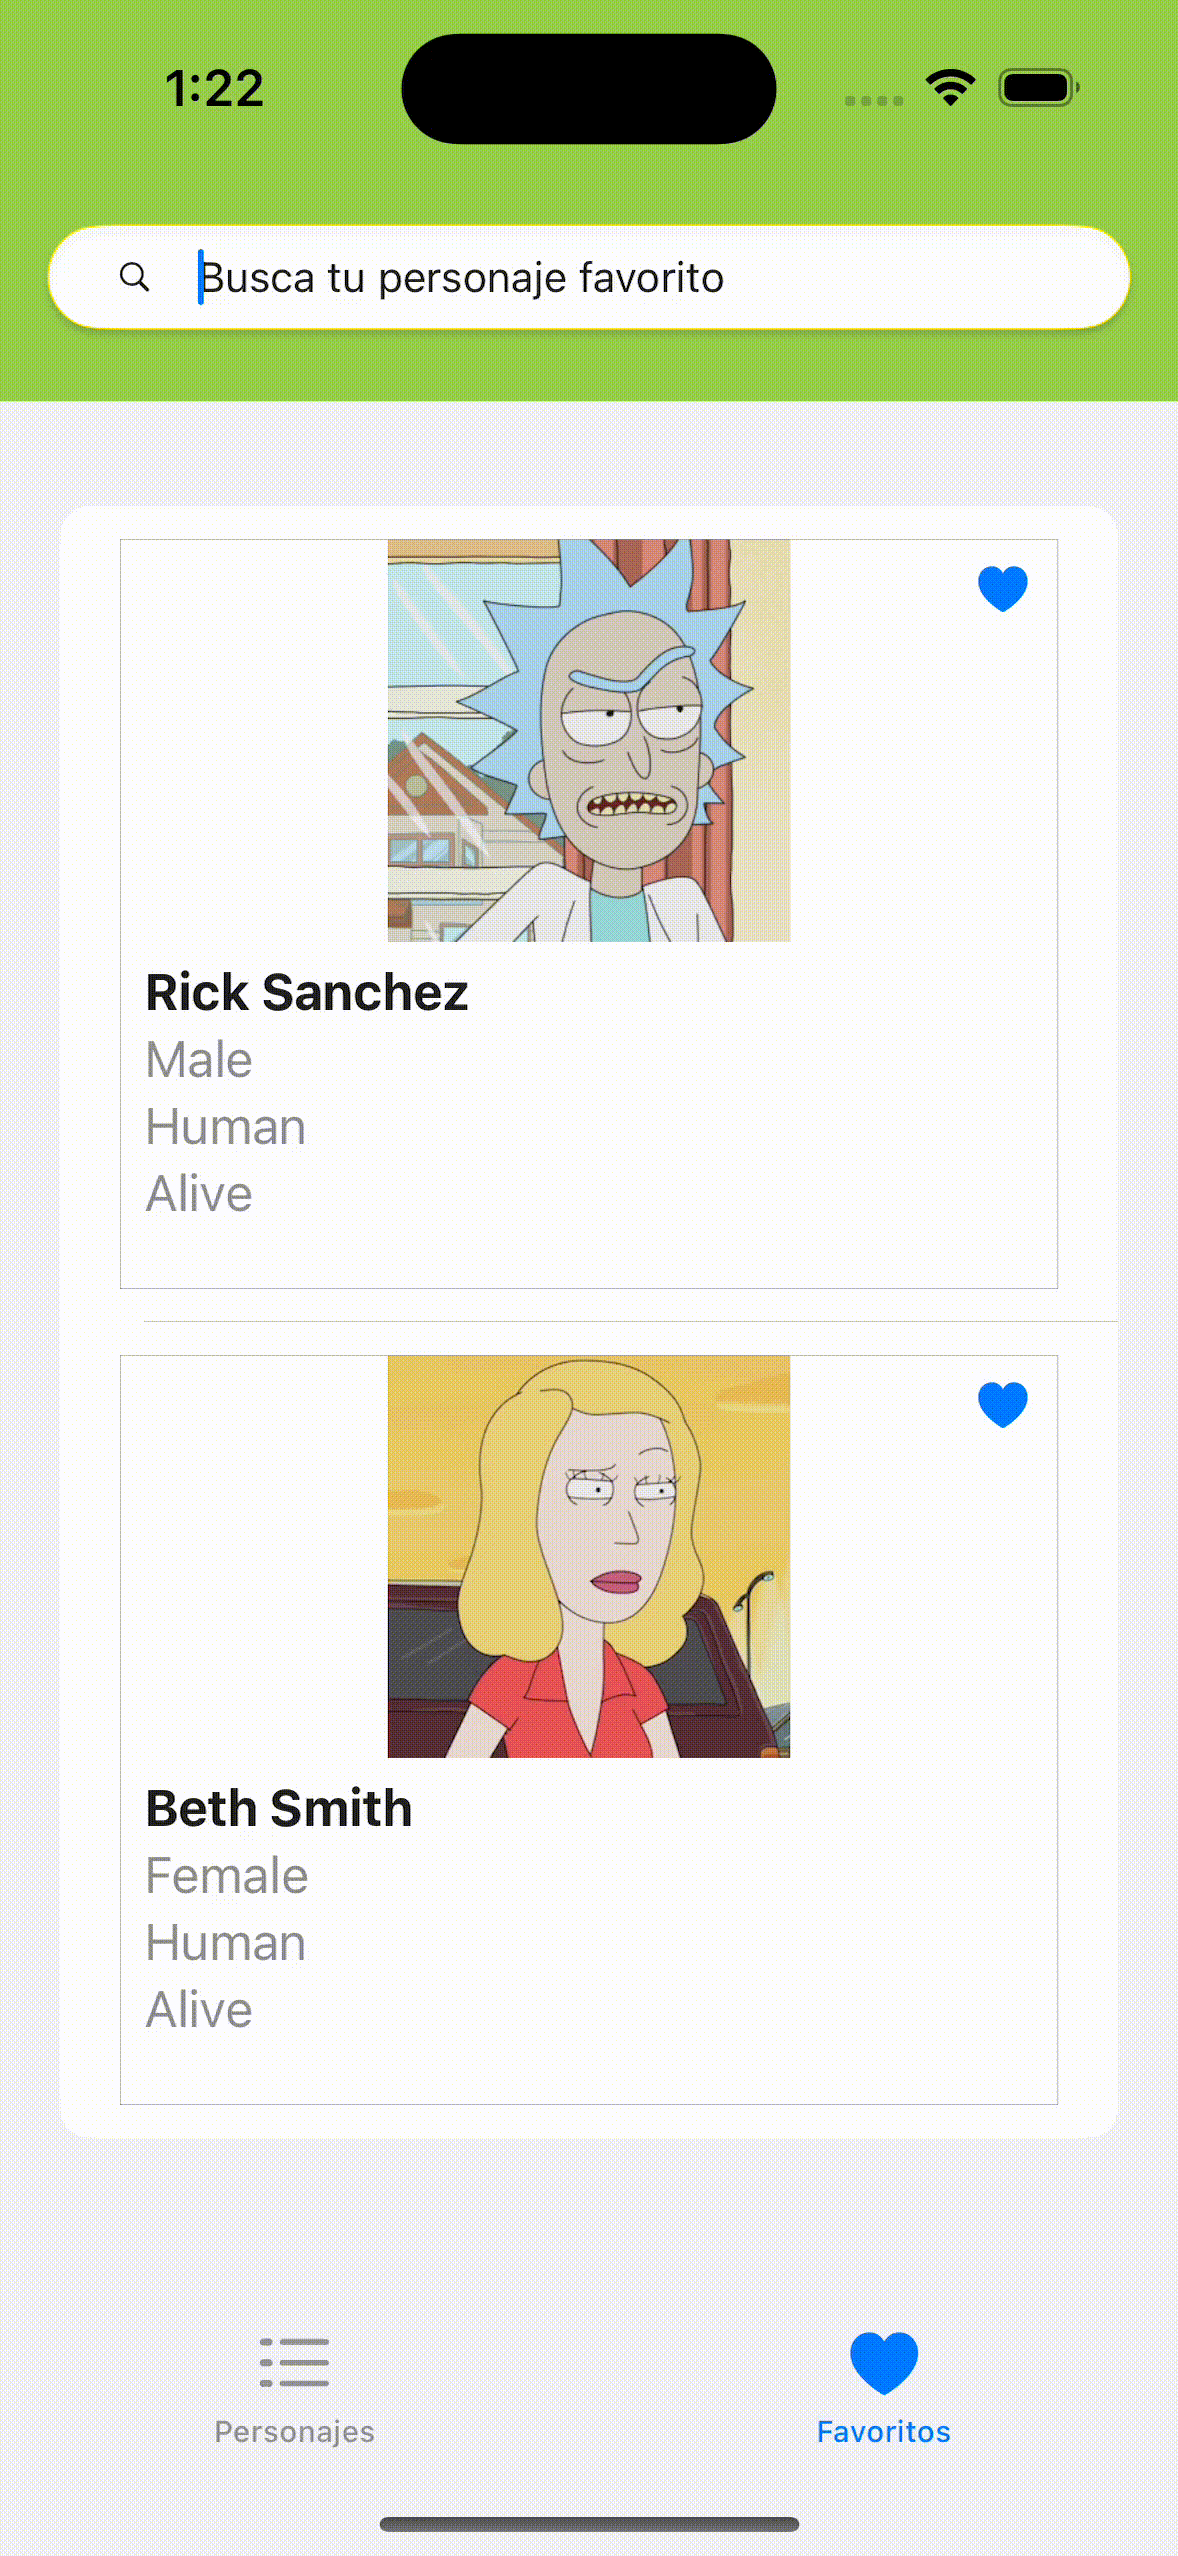 1:22
Busca tu personaje favorito
Rick Sanchez
Male
Human
Alive
Beth Smith
Female
Human
Alive
Personajes
Favoritos